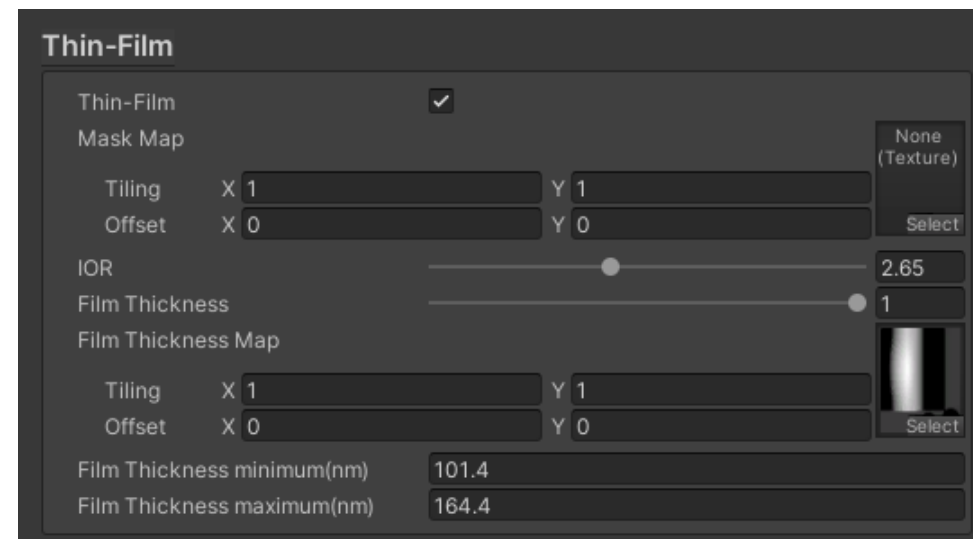 Thin-Film
Thin-Film
Mask Map
None
(Texture)
Tiling X 1 Y 1
Offset X 0 Y 0
Select
IOR 2.65
Film Thickness 1
Film Thickness Map
Tiling X 1 Y 1
Offset X 0 Y 0
Select
Film Thickness minimum(nm) 101.4
Film Thickness maximum(nm) 164.4